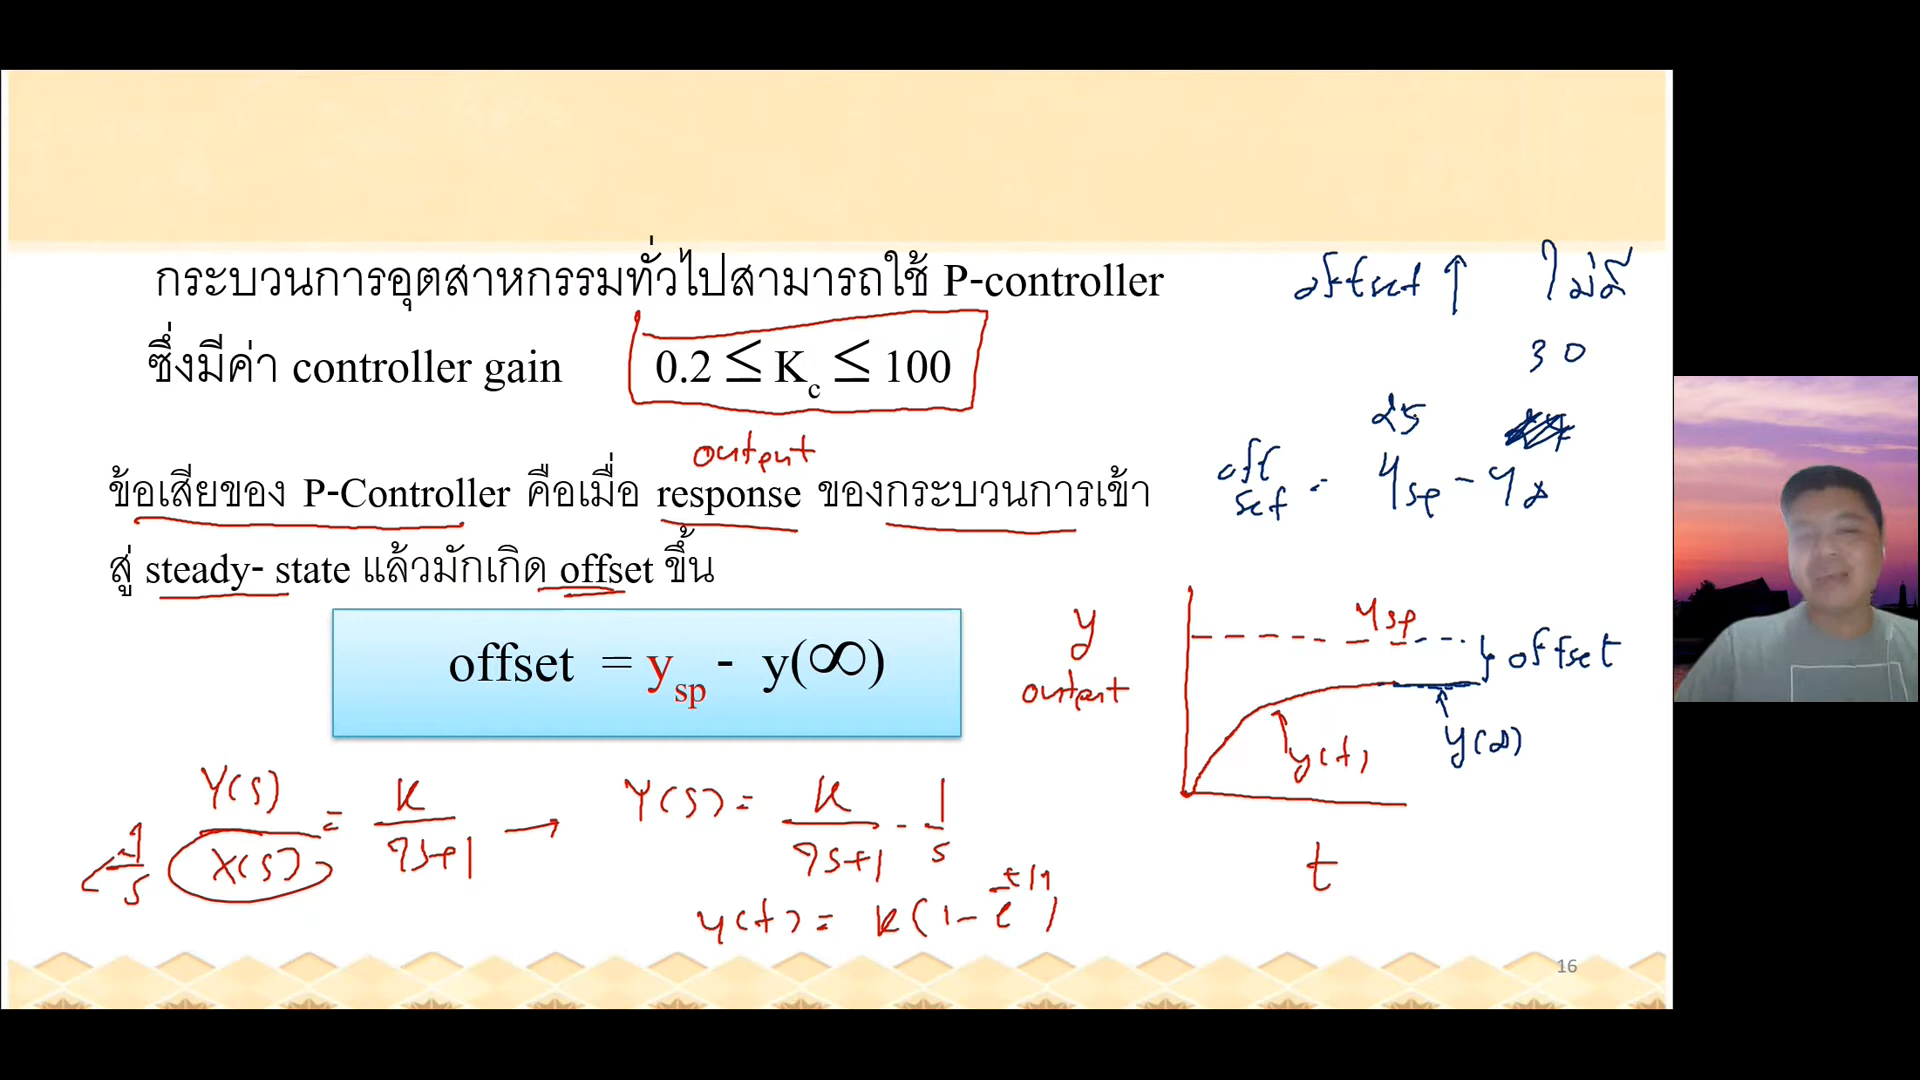 กระบวนการอุตสาหกรรมทั่วไปสามารถใช้ P-controller
ซึ่งมีค่า controller gain 0.2 ≤ Kc ≤ 100
output
ข้อเสียของ P-Controller คือเมื่อ response ของกระบวนการเข้า
สู่ steady- state แล้วมักเกิด offset ขึ้น
offset = ysp - y(∞)
offset ↑ ไม่ดี
30
25
off set = ysp - y∞
y
output
ysp
offset
y(t)
y(∞)
t
Y(s) / X(s) = K / τs+1 → Y(s) = K / τs+1 · 1 / s
1 / s
y(t) = K(1 - e^-t/τ)
16